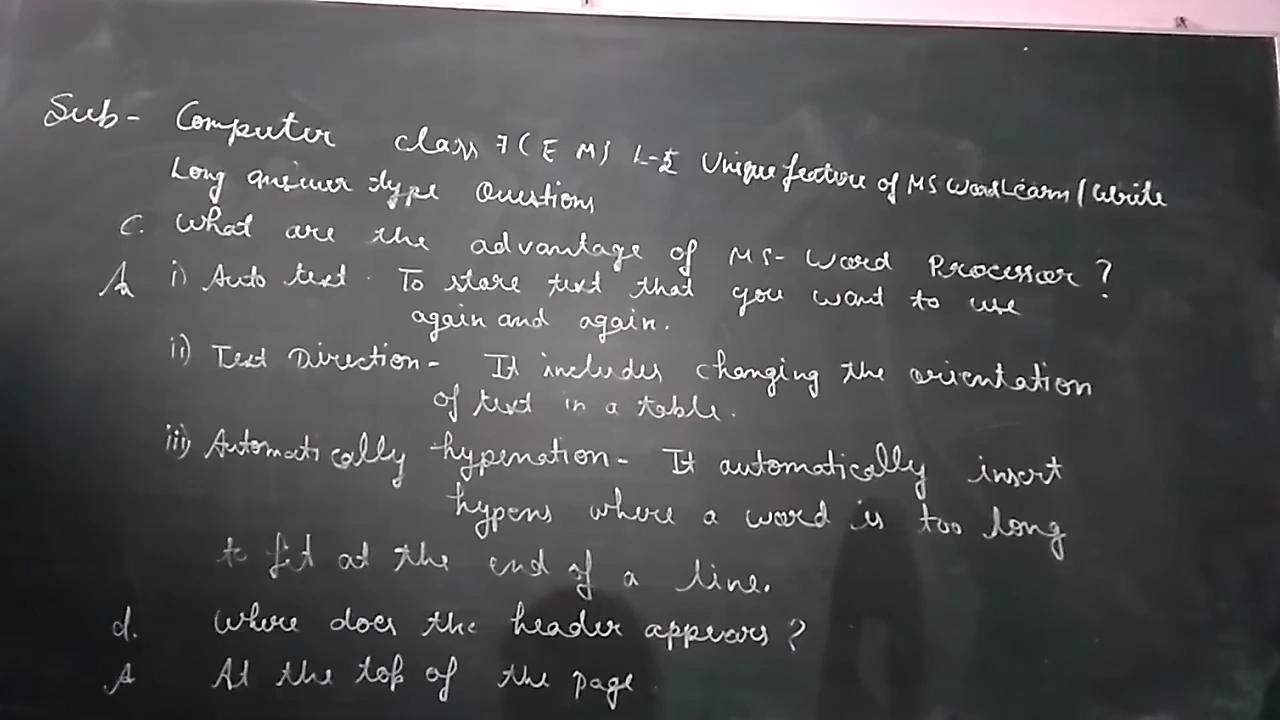 Sub- Computer class 7 (E M) L-2 Unique feature of MS Word Learn/Write
Long answer type Questions
C. What are the advantage of MS-Word Processor?
A i) Auto text. To store text that you want to use
again and again.
ii) Text Direction- It includes changing the orientation
of text in a table.
iii) Automatically hypenation- It automatically insert
hypens where a word is too long
to fit at the end of a line.
d. Where does the header appears?
A At the top of the page.